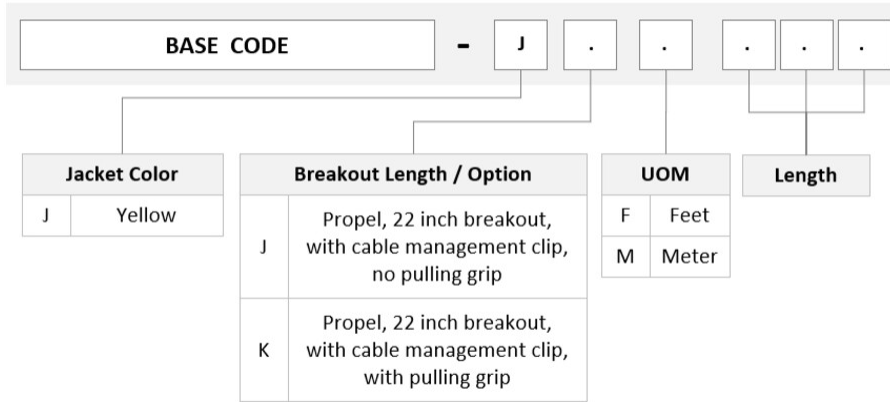 BASE CODE - J . . . . .
Jacket Color
J Yellow
Breakout Length / Option
J Propel, 22 inch breakout,
with cable management clip,
no pulling grip
K Propel, 22 inch breakout,
with cable management clip,
with pulling grip
UOM
F Feet
M Meter
Length